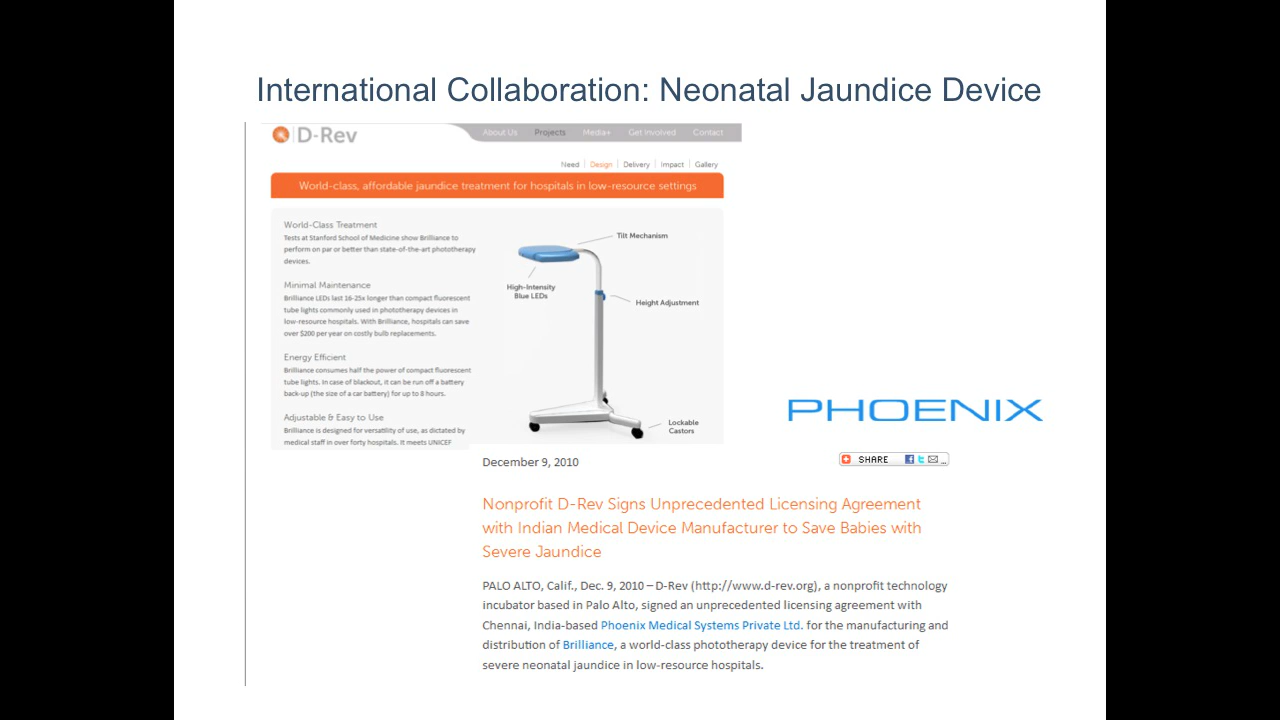 International Collaboration: Neonatal Jaundice Device
D-Rev
About Us Projects Media+ Get Involved Contact
Need Design Delivery Impact Gallery
World-class, affordable jaundice treatment for hospitals in low-resource settings
World-Class Treatment
Tests at Stanford School of Medicine show Brilliance to
perform on par or better than state-of-the-art phototherapy
devices.
Minimal Maintenance
Brilliance LEDs last 16-25x longer than compact fluorescent
tube lights commonly used in phototherapy devices in
low-resource hospitals. With Brilliance, hospitals can save
over $200 per year on costly bulb replacements.
Energy Efficient
Brilliance consumes half the power of compact fluorescent
tube lights. In case of blackout, it can be run off a battery
back-up (the size of a car battery) for up to 8 hours.
Adjustable & Easy to Use
Brilliance is designed for versatility of use, as dictated by
medical staff in over forty hospitals. It meets UNICEF
Tilt Mechanism
High-Intensity
Blue LEDs
Height Adjustment
Lockable
Castors
PHOENIX
December 9, 2010
SHARE
Nonprofit D-Rev Signs Unprecedented Licensing Agreement
with Indian Medical Device Manufacturer to Save Babies with
Severe Jaundice
PALO ALTO, Calif., Dec. 9, 2010 – D-Rev (http://www.d-rev.org), a nonprofit technology
incubator based in Palo Alto, signed an unprecedented licensing agreement with
Chennai, India-based Phoenix Medical Systems Private Ltd. for the manufacturing and
distribution of Brilliance, a world-class phototherapy device for the treatment of
severe neonatal jaundice in low-resource hospitals.